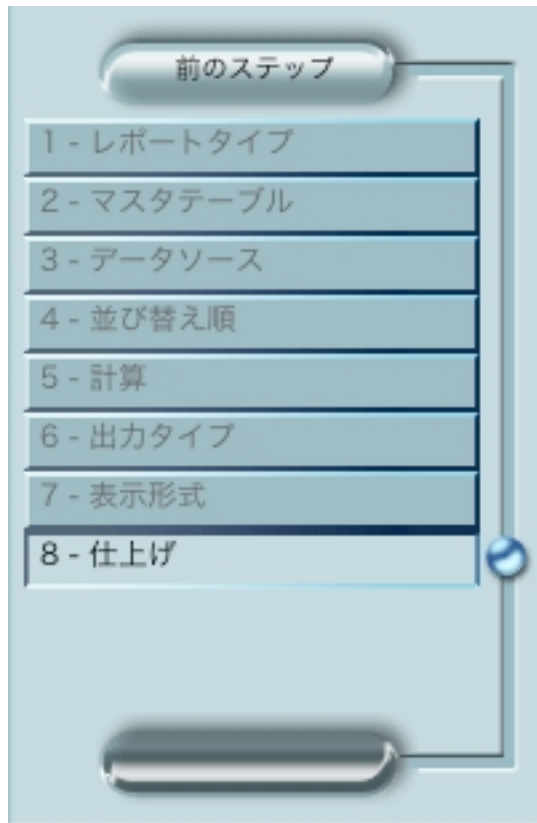 前のステップ
1 - レポートタイプ
2 - マスタテーブル
3 - データソース
4 - 並び替え順
5 - 計算
6 - 出力タイプ
7 - 表示形式
8 - 仕上げ